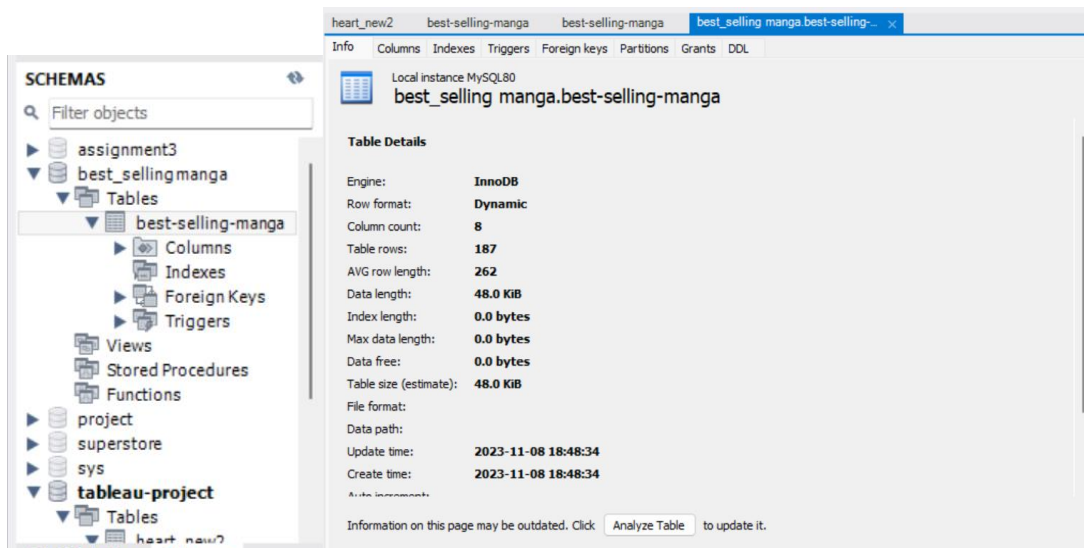 SCHEMAS
Filter objects
assignment3
best_selling manga
Tables
best-selling-manga
Columns
Indexes
Foreign Keys
Triggers
Views
Stored Procedures
Functions
project
superstore
sys
tableau-project
Tables
heart_new2
heart_new2 best-selling-manga best-selling-manga best_selling manga.best-selling-...
Info Columns Indexes Triggers Foreign keys Partitions Grants DDL
Local instance MySQL80
best_selling manga.best-selling-manga
Table Details
Engine: InnoDB
Row format: Dynamic
Column count: 8
Table rows: 187
AVG row length: 262
Data length: 48.0 KiB
Index length: 0.0 bytes
Max data length: 0.0 bytes
Data free: 0.0 bytes
Table size (estimate): 48.0 KiB
File format:
Data path:
Update time: 2023-11-08 18:48:34
Create time: 2023-11-08 18:48:34
Auto increment:
Information on this page may be outdated. Click Analyze Table to update it.